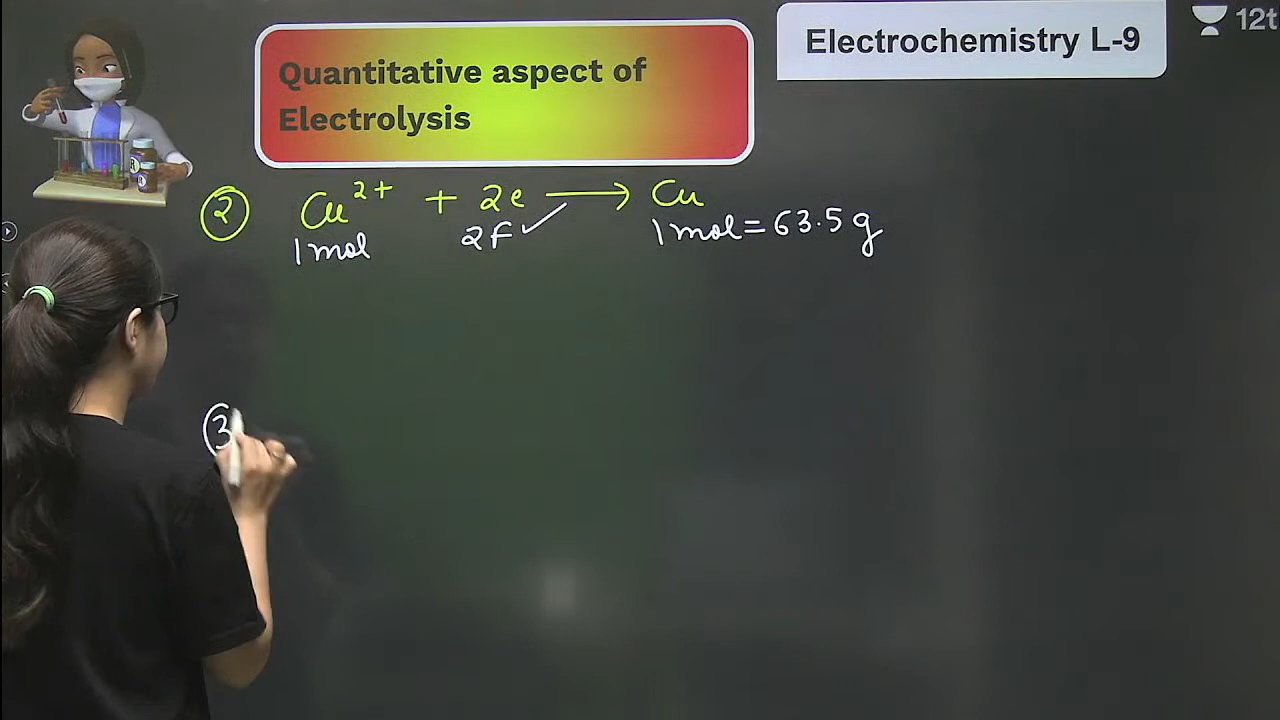 Electrochemistry L-9
12t
Quantitative aspect of
Electrolysis
② Cu²⁺ + 2e ⟶ Cu
1 mol 2F ✓ 1 mol = 63.5 g
③